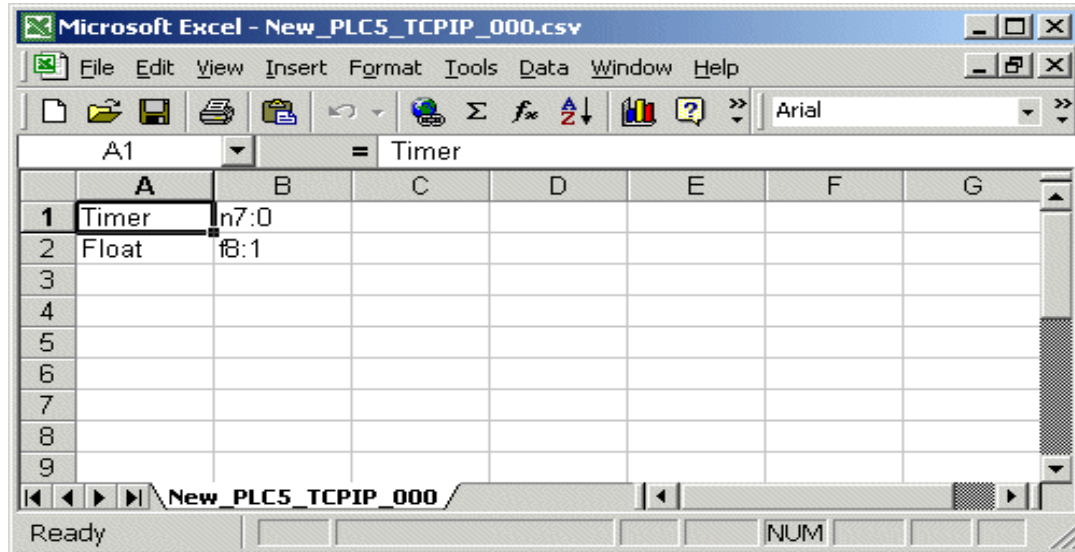 Microsoft Excel - New_PLC5_TCPIP_000.csv
File Edit View Insert Format Tools Data Window Help
Σ f* A Z ? » Arial »
A1 = Timer
A B C D E F G
1 Timer n7:0
2 Float f8:1
3
4
5
6
7
8
9
New_PLC5_TCPIP_000
Ready NUM